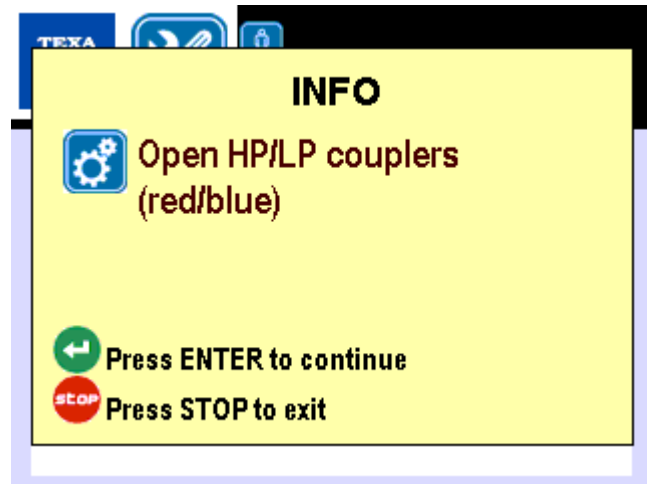 TEXA
INFO
Open HP/LP couplers
(red/blue)
Press ENTER to continue
stop Press STOP to exit